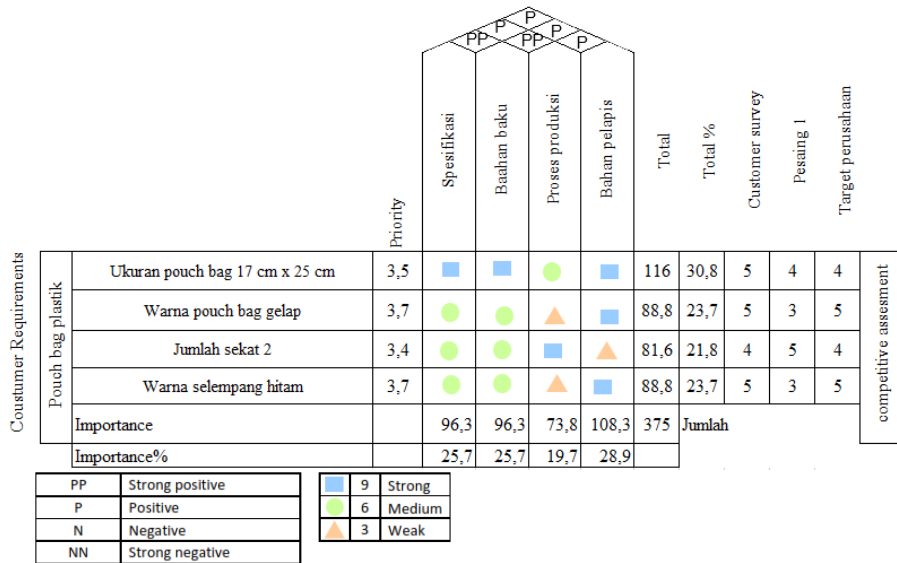 P
P P
PP PP P
Priority
Spesifikasi
Baahan baku
Proses produksi
Bahan pelapis
Total
Total %
Customer survey
Pesaing 1
Target perusahaan
Coustumer Requirements
Pouch bag plastik
Ukuran pouch bag 17 cm x 25 cm 3,5 116 30,8 5 4 4
Warna pouch bag gelap 3,7 88,8 23,7 5 3 5
Jumlah sekat 2 3,4 81,6 21,8 4 5 4
Warna selempang hitam 3,7 88,8 23,7 5 3 5
competitive assesment
Importance 96,3 96,3 73,8 108,3 375 Jumlah
Importance% 25,7 25,7 19,7 28,9
PP Strong positive
P Positive
N Negative
NN Strong negative
9 Strong
6 Medium
3 Weak